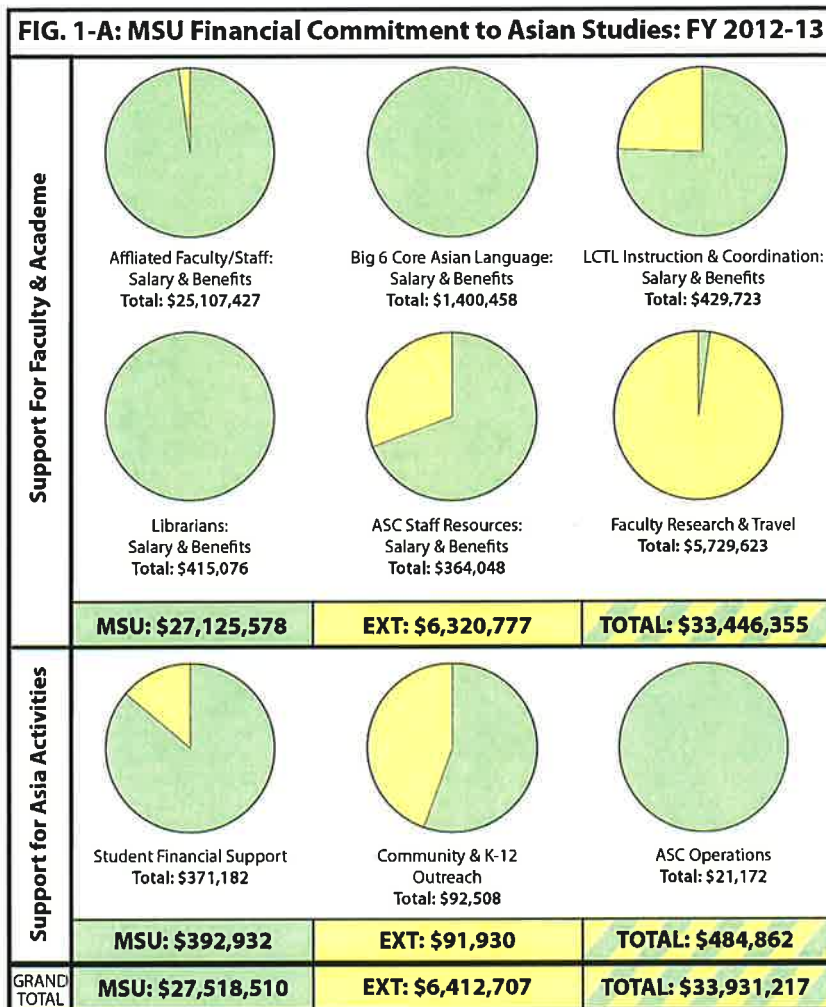 FIG. 1-A: MSU Financial Commitment to Asian Studies: FY 2012-13
Support For Faculty & Academe
Affliated Faculty/Staff:
Salary & Benefits
Total: $25,107,427
Big 6 Core Asian Language:
Salary & Benefits
Total: $1,400,458
LCTL Instruction & Coordination:
Salary & Benefits
Total: $429,723
Librarians:
Salary & Benefits
Total: $415,076
ASC Staff Resources:
Salary & Benefits
Total: $364,048
Faculty Research & Travel
Total: $5,729,623
MSU: $27,125,578
EXT: $6,320,777
TOTAL: $33,446,355
Support for Asia Activities
Student Financial Support
Total: $371,182
Community & K-12
Outreach
Total: $92,508
ASC Operations
Total: $21,172
MSU: $392,932
EXT: $91,930
TOTAL: $484,862
GRAND
TOTAL
MSU: $27,518,510
EXT: $6,412,707
TOTAL: $33,931,217